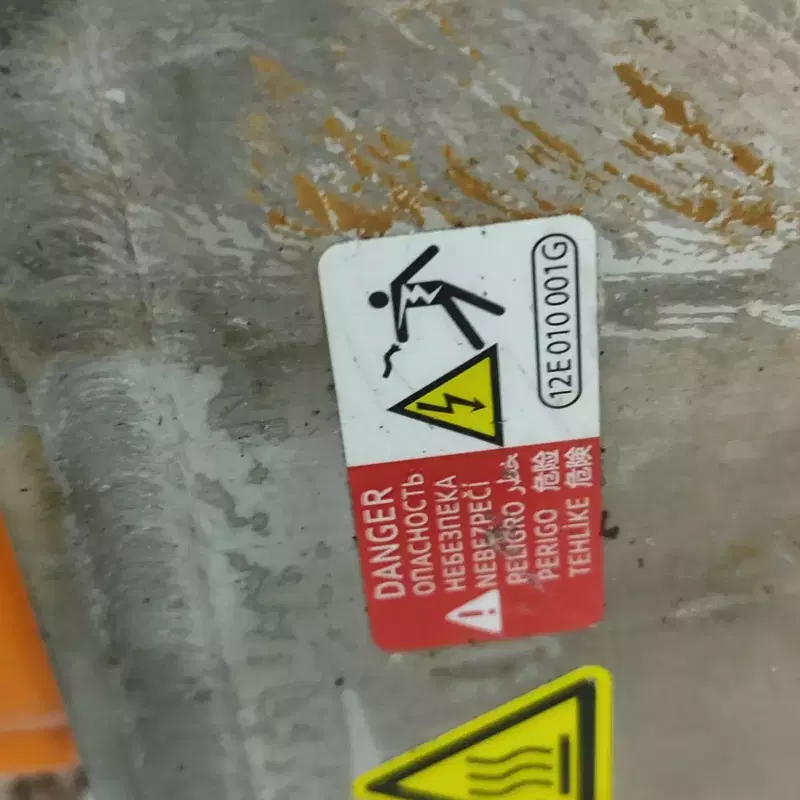 12E 010 001G
DANGER
ОПАСНОСТЬ
НЕБЕЗПЕКА
NEBEZPEČÍ
PELIGRO خطر
PERIGO 危险
TEHLİKE 危険